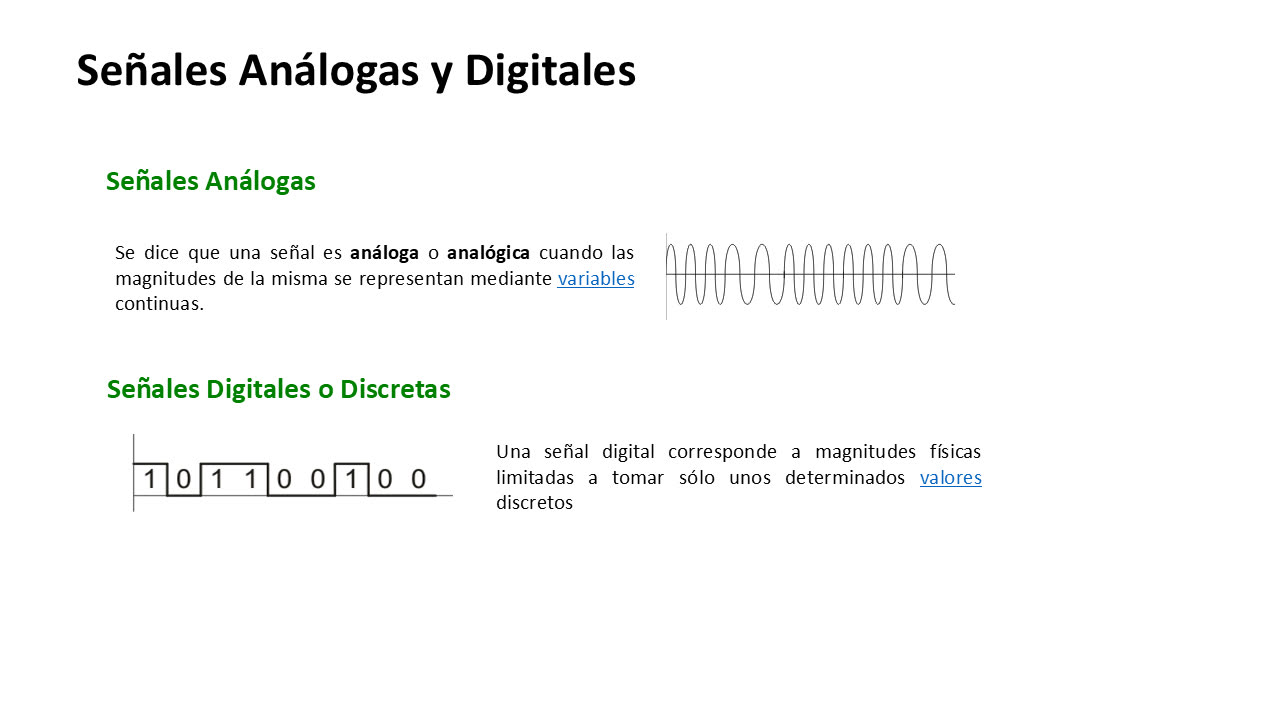 Señales Análogas y Digitales
Señales Análogas
Se dice que una señal es análoga o analógica cuando las
magnitudes de la misma se representan mediante variables
continuas.
Señales Digitales o Discretas
1 0 1 1 0 0 1 0 0
Una señal digital corresponde a magnitudes físicas
limitadas a tomar sólo unos determinados valores
discretos